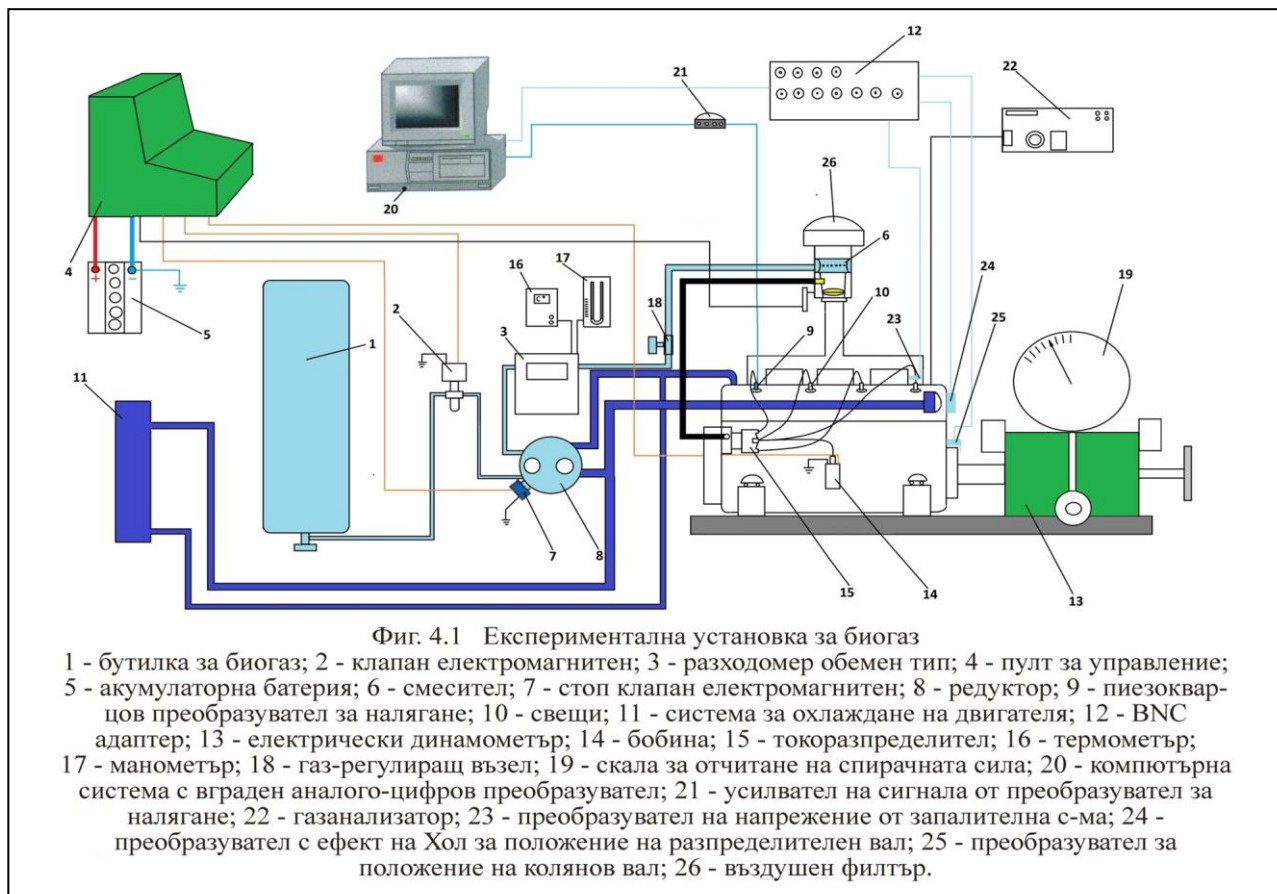 12
21
22
26
4
20
6
16
17
24
19
5
2
18
10
3
23
25
1
9
11
7
8
15
14
13
+
−
C°
Фиг. 4.1 Експериментална установка за биогаз
1 - бутилка за биогаз; 2 - клапан електромагнитен; 3 - разходомер обемен тип; 4 - пулт за управление;
5 - акумулаторна батерия; 6 - смесител; 7 - стоп клапан електромагнитен; 8 - редуктор; 9 - пиезоквар-
цов преобразувател за налягане; 10 - свещи; 11 - система за охлаждане на двигателя; 12 - BNC
адаптер; 13 - електрически динамометър; 14 - бобина; 15 - токоразпределител; 16 - термометър;
17 - манометър; 18 - газ-регулиращ възел; 19 - скала за отчитане на спирачната сила; 20 - компютърна
система с вграден аналого-цифров преобразувател; 21 - усилвател на сигнала от преобразувател за
налягане; 22 - газанализатор; 23 - преобразувател на напрежение от запалителна с-ма; 24 -
преобразувател с ефект на Хол за положение на разпределителен вал; 25 - преобразувател за
положение на колянов вал; 26 - въздушен филтър.